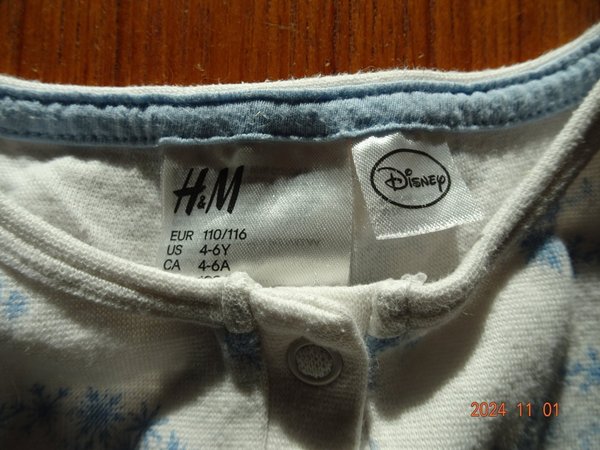 H&M
EUR 110/116
US 4-6Y
CA 4-6A
Disney
2024 11 01